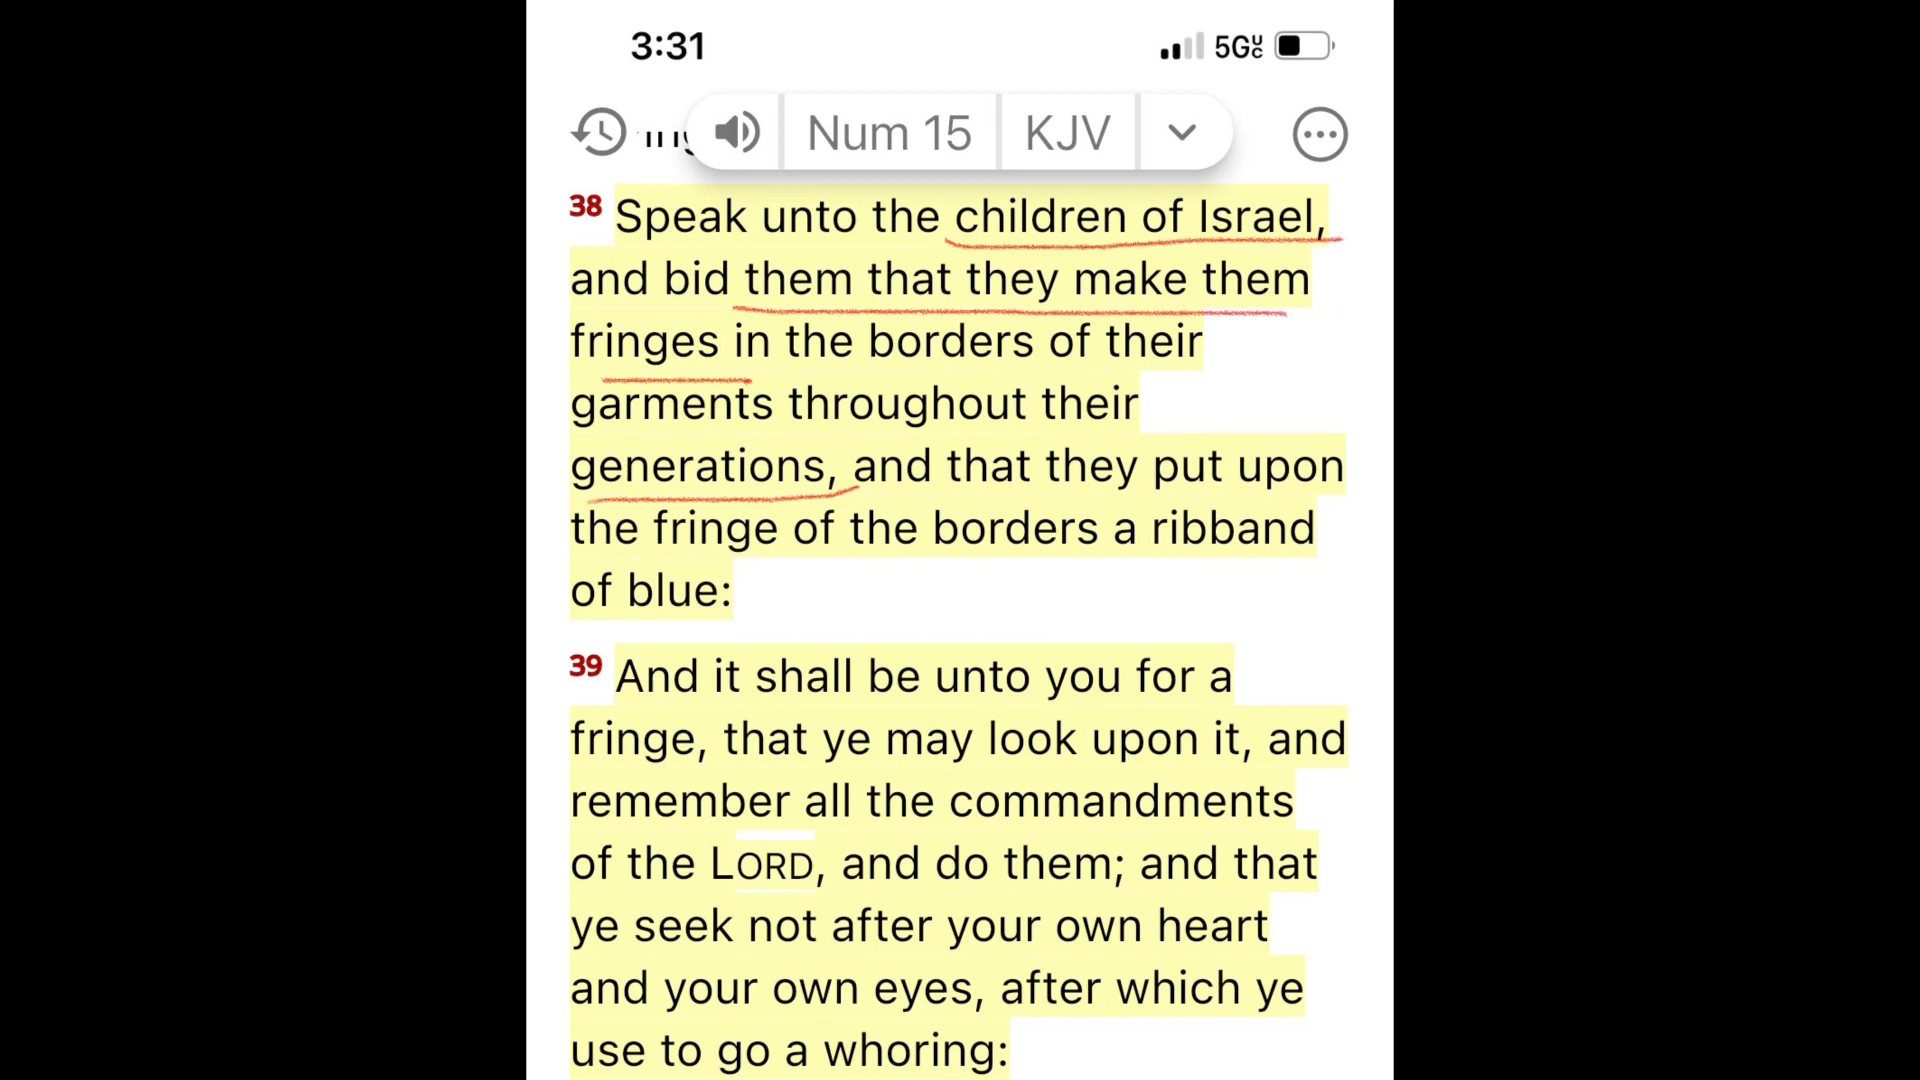 3:31
5G UC
Num 15
KJV
38 Speak unto the children of Israel,
and bid them that they make them
fringes in the borders of their
garments throughout their
generations, and that they put upon
the fringe of the borders a ribband
of blue:
39 And it shall be unto you for a
fringe, that ye may look upon it, and
remember all the commandments
of the LORD, and do them; and that
ye seek not after your own heart
and your own eyes, after which ye
use to go a whoring: